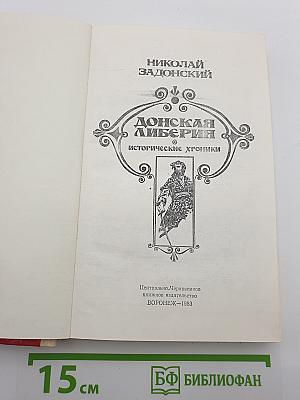 НИКОЛАЙ
ЗАДОНСКИЙ
ДОНСКАЯ
ЛИБЕРИЯ
ИСТОРИЧЕСКИЕ ХРОНИКИ
Центрально-Черноземное
книжное издательство
ВОРОНЕЖ—1983
15 см
БФ БИБЛИОФАН